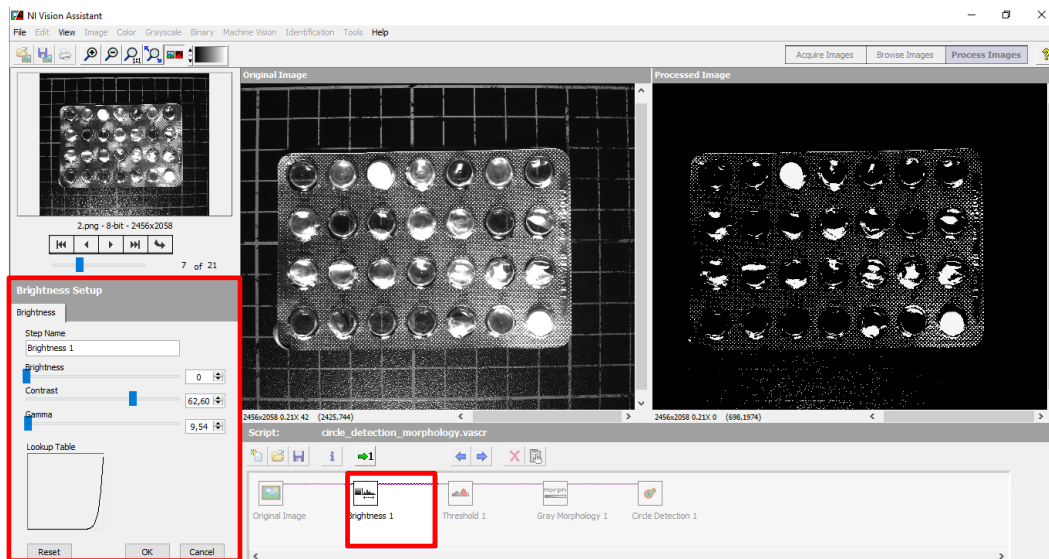 NI Vision Assistant
File Edit View Image Color Grayscale Binary Machine Vision Identification Tools Help
1:1
Acquire Images Browse Images Process Images
Original Image Processed Image
2.png - 8-bit - 2456x2058
7 of 21
Brightness Setup
Brightness
Step Name
Brightness 1
Brightness
0
Contrast
62,60
Gamma
9,54
Lookup Table
Reset OK Cancel
2456x2058 0.21X 42 (2425,744)
2456x2058 0.21X 0 (698,1974)
Script: circle_detection_morphology.vascr
1
Morph
Original Image Brightness 1 Threshold 1 Gray Morphology 1 Circle Detection 1